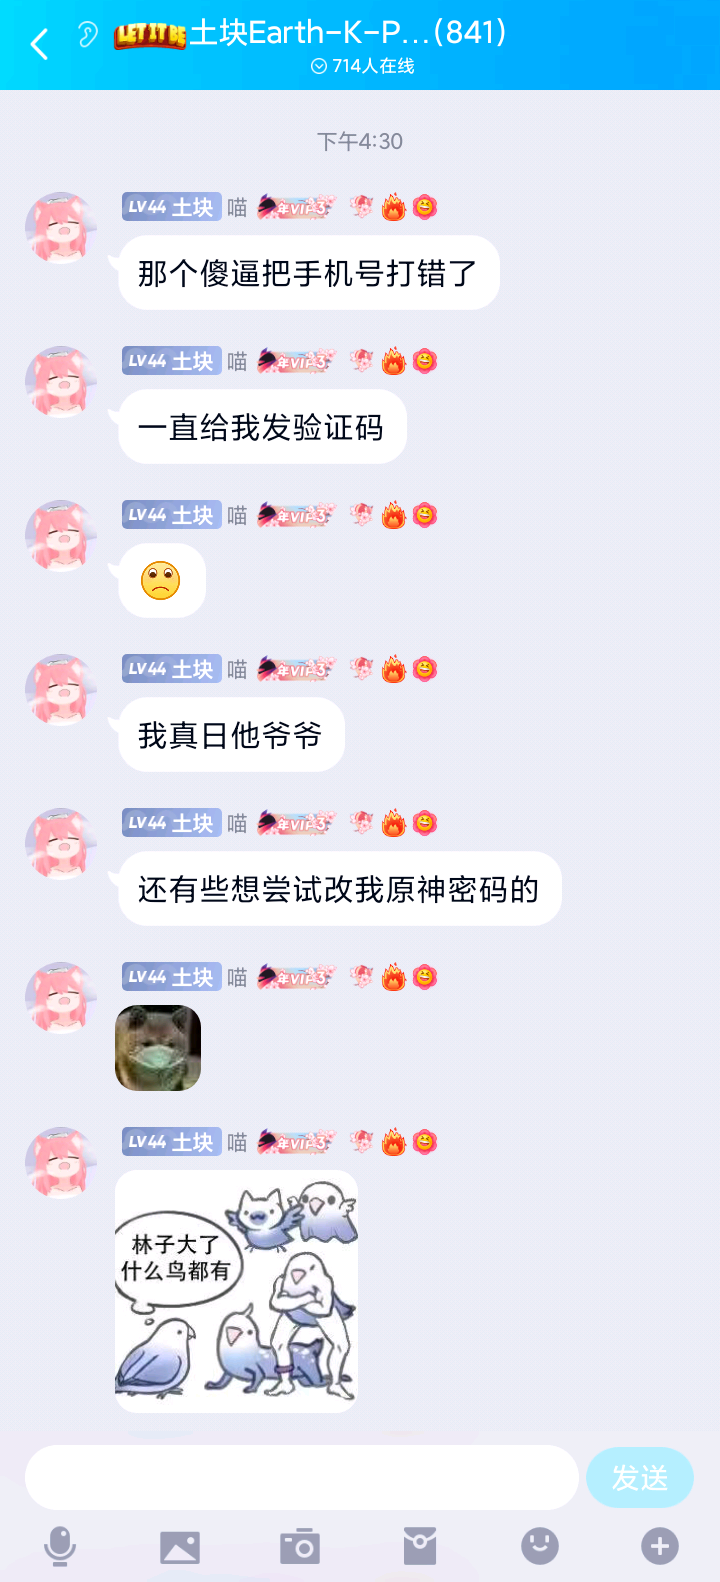 LET IT BE 土块Earth-K-P...(841)
714人在线
下午4:30
LV44 土块 喵 年VIP3
那个傻逼把手机号打错了
LV44 土块 喵 年VIP3
一直给我发验证码
LV44 土块 喵 年VIP3
LV44 土块 喵 年VIP3
我真日他爷爷
LV44 土块 喵 年VIP3
还有些想尝试改我原神密码的
LV44 土块 喵 年VIP3
LV44 土块 喵 年VIP3
林子大了
什么鸟都有
发送